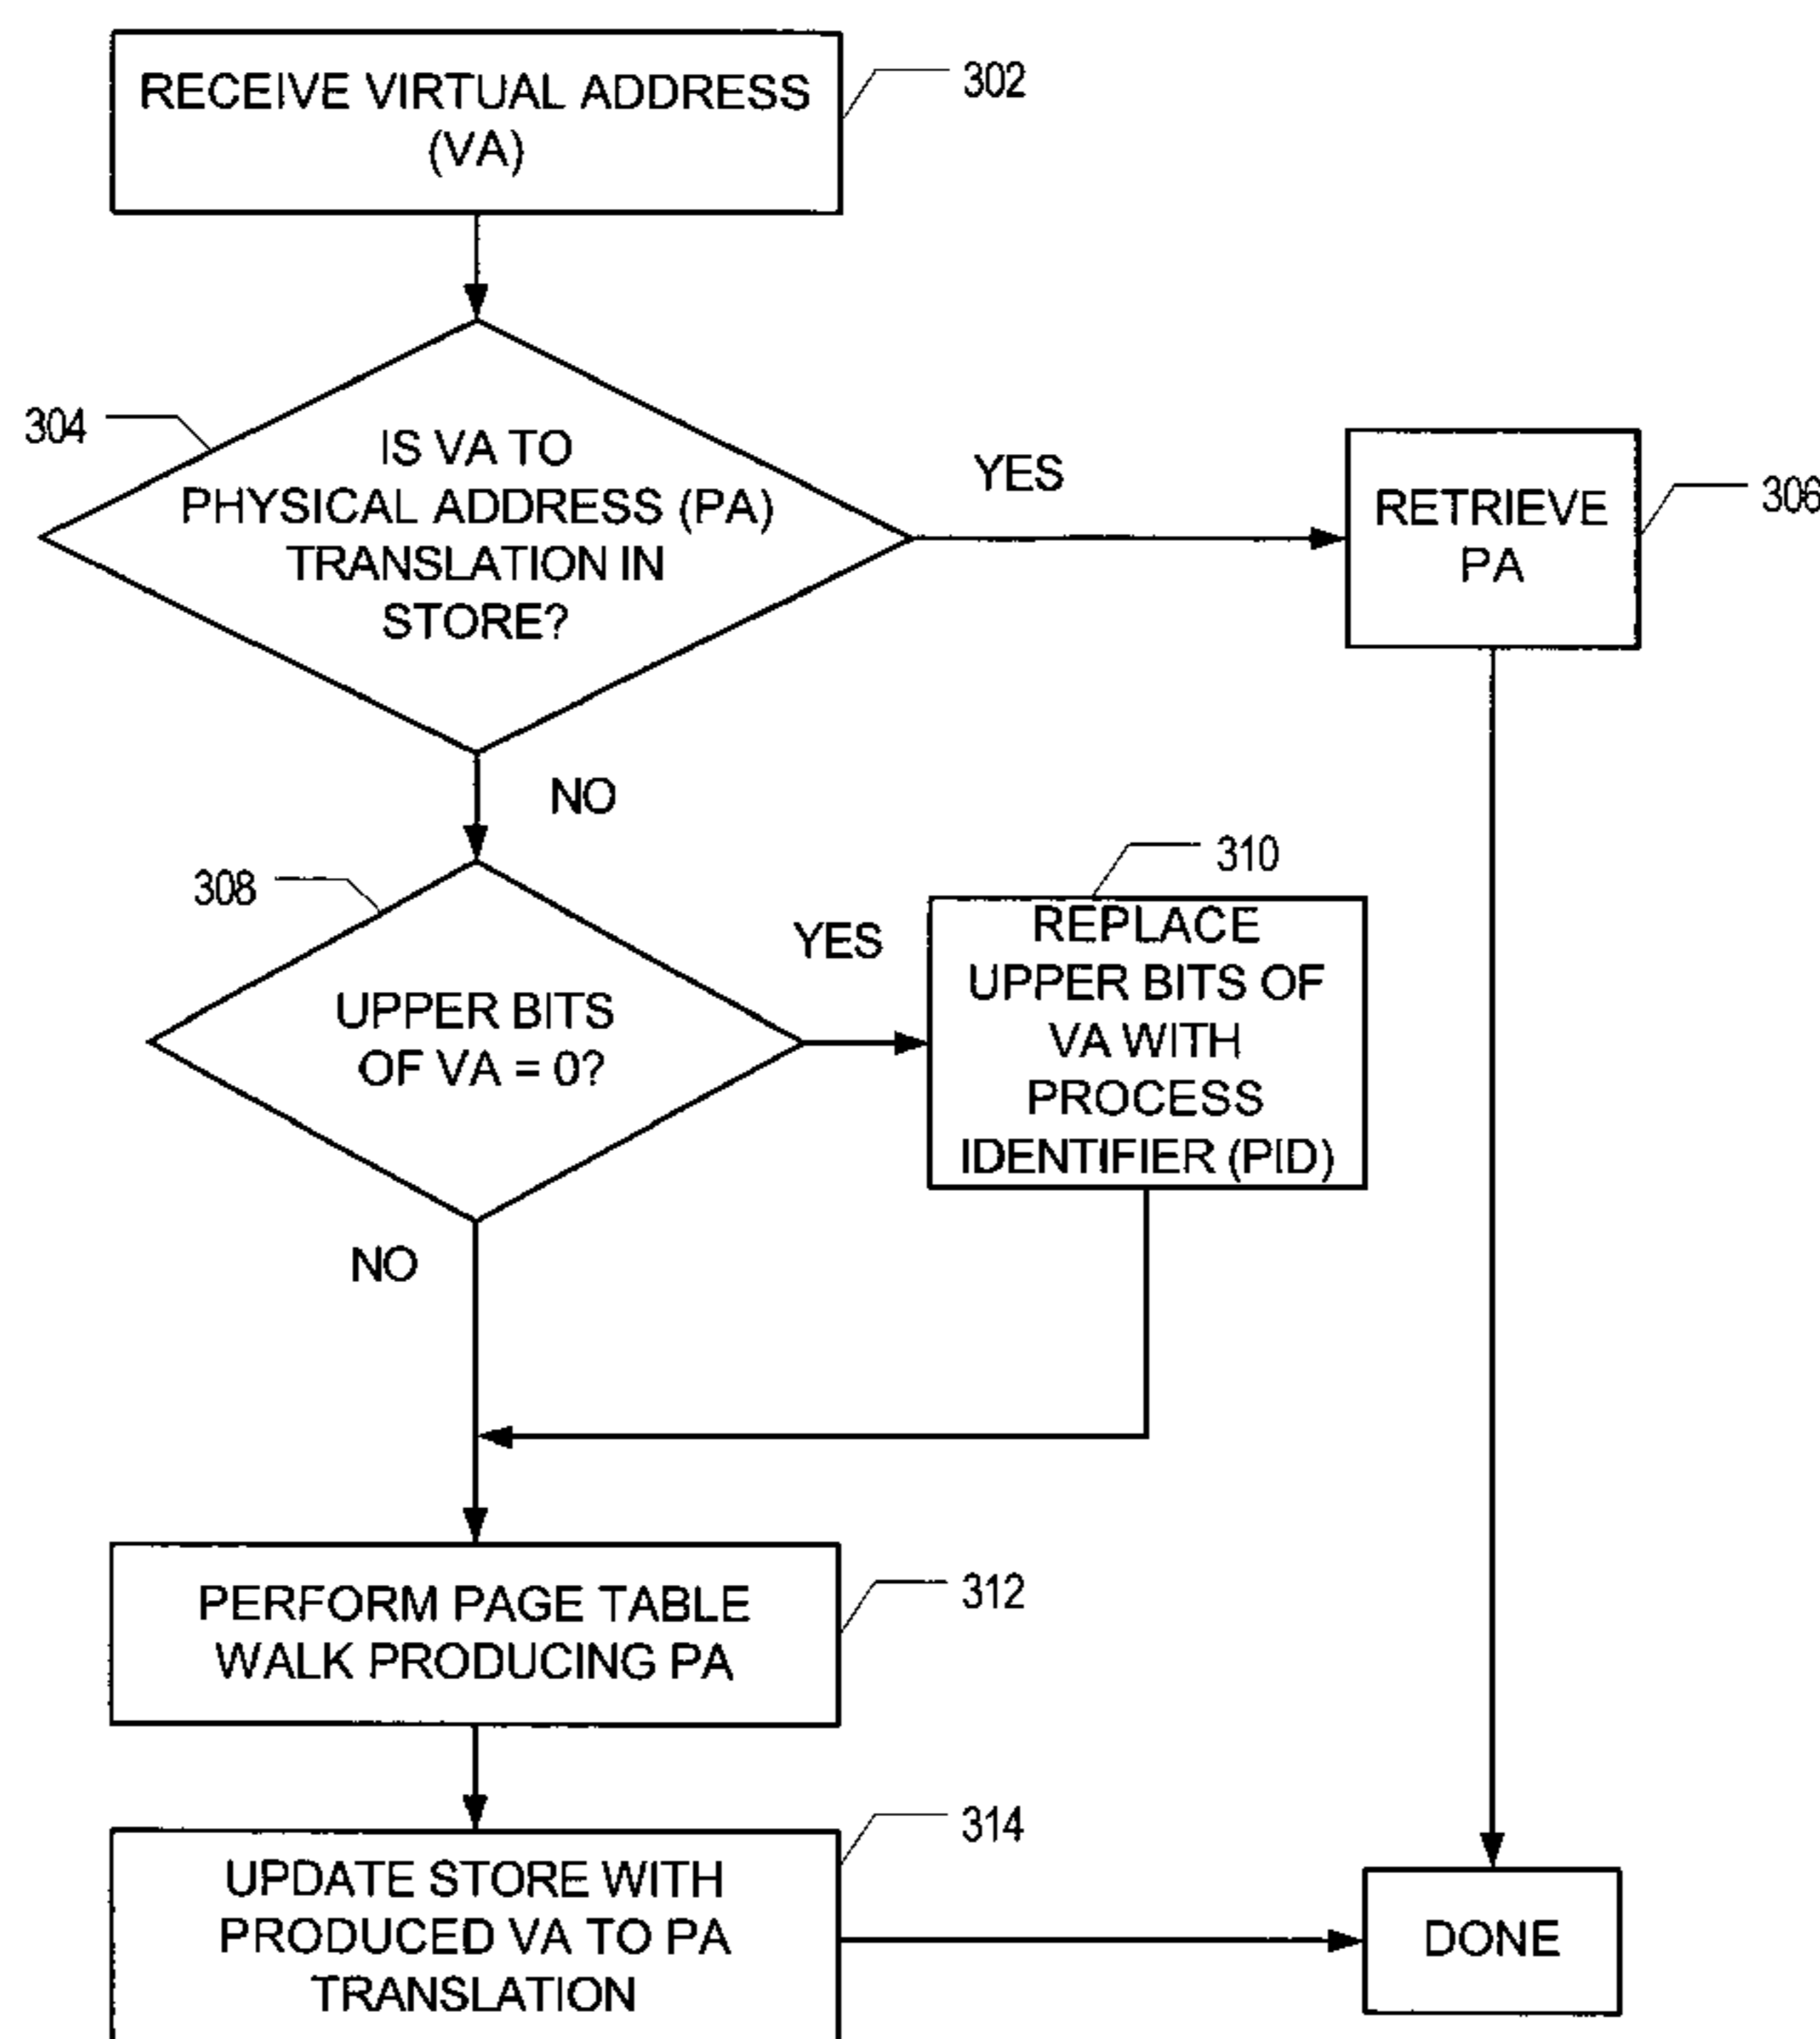 RECEIVE VIRTUAL ADDRESS
(VA)
302
304
IS VA TO
PHYSICAL ADDRESS (PA)
TRANSLATION IN
STORE?
YES
RETRIEVE
PA
306
NO
308
UPPER BITS
OF VA = 0?
YES
310
REPLACE
UPPER BITS OF
VA WITH
PROCESS
IDENTIFIER (PID)
NO
PERFORM PAGE TABLE
WALK PRODUCING PA
312
UPDATE STORE WITH
PRODUCED VA TO PA
TRANSLATION
314
DONE